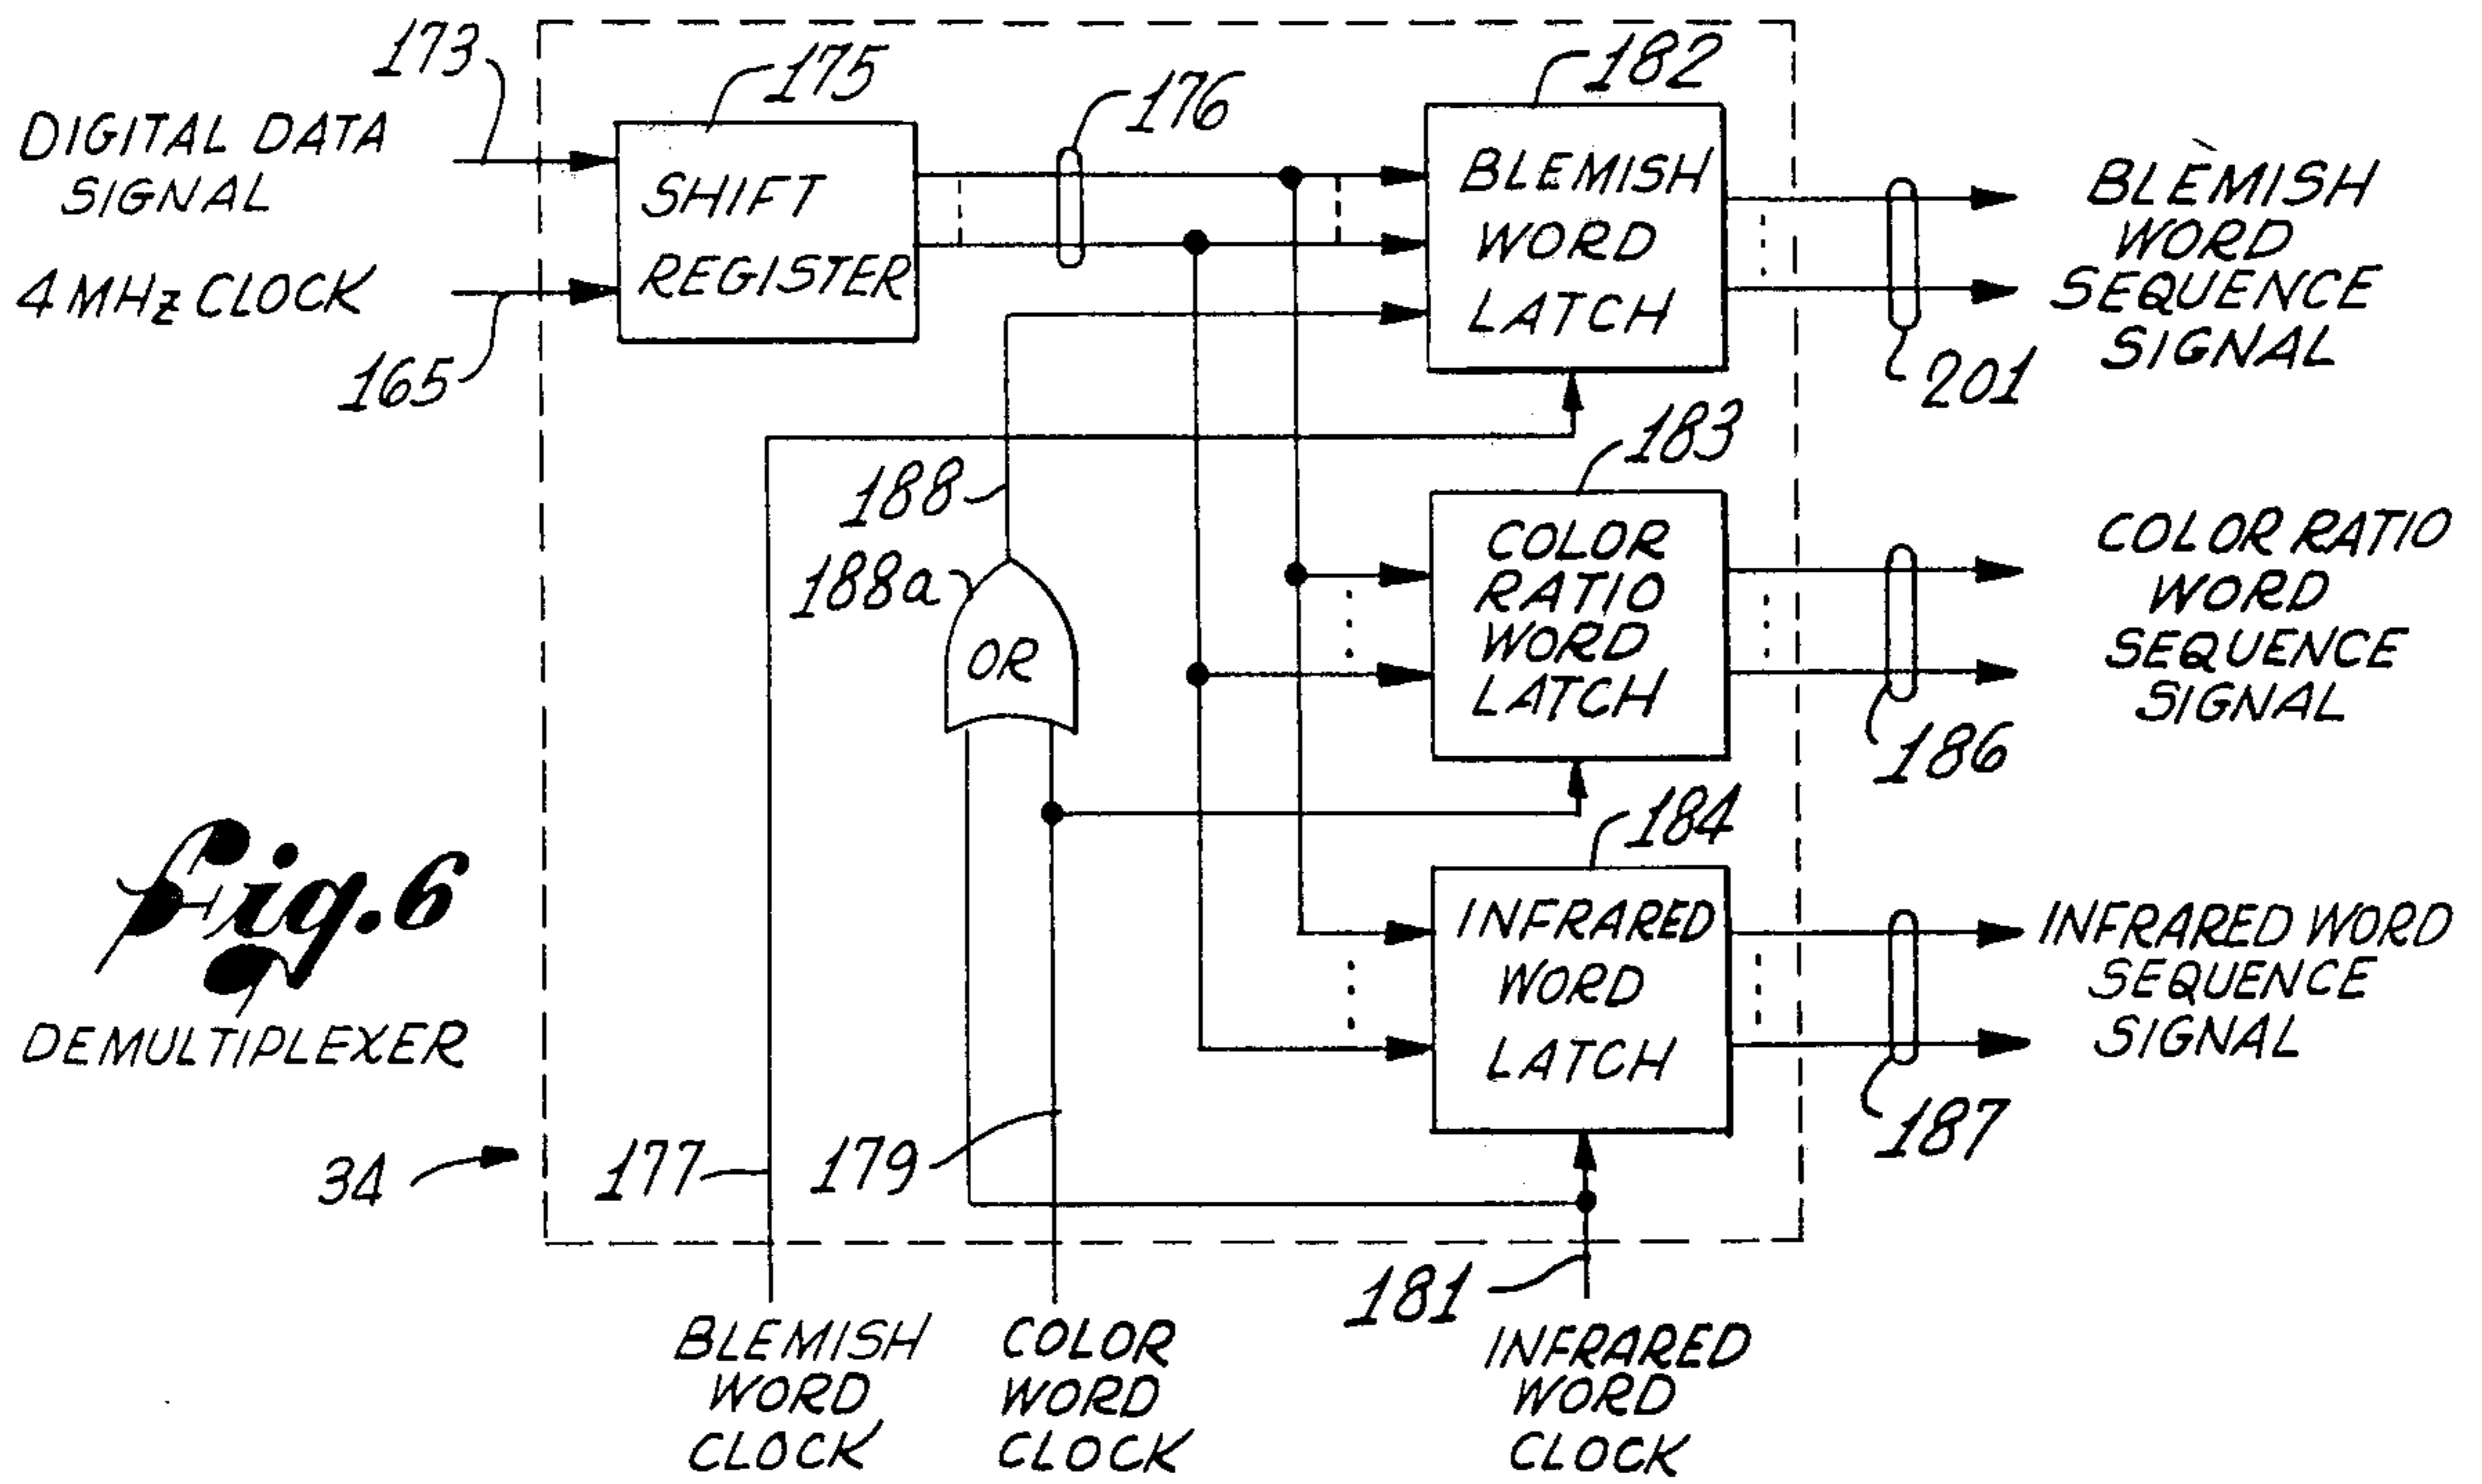 173
DIGITAL DATA
SIGNAL
4 MHz CLOCK
165
175
SHIFT
REGISTER
176
182
BLEMISH
WORD
LATCH
BLEMISH
WORD
SEQUENCE
SIGNAL
201
188
188a
OR
183
COLOR
RATIO
WORD
LATCH
COLOR RATIO
WORD
SEQUENCE
SIGNAL
186
184
INFRARED
WORD
LATCH
INFRARED WORD
SEQUENCE
SIGNAL
187
Fig. 6
DEMULTIPLEXER
34
177
179
181
BLEMISH
WORD
CLOCK
COLOR
WORD
CLOCK
INFRARED
WORD
CLOCK